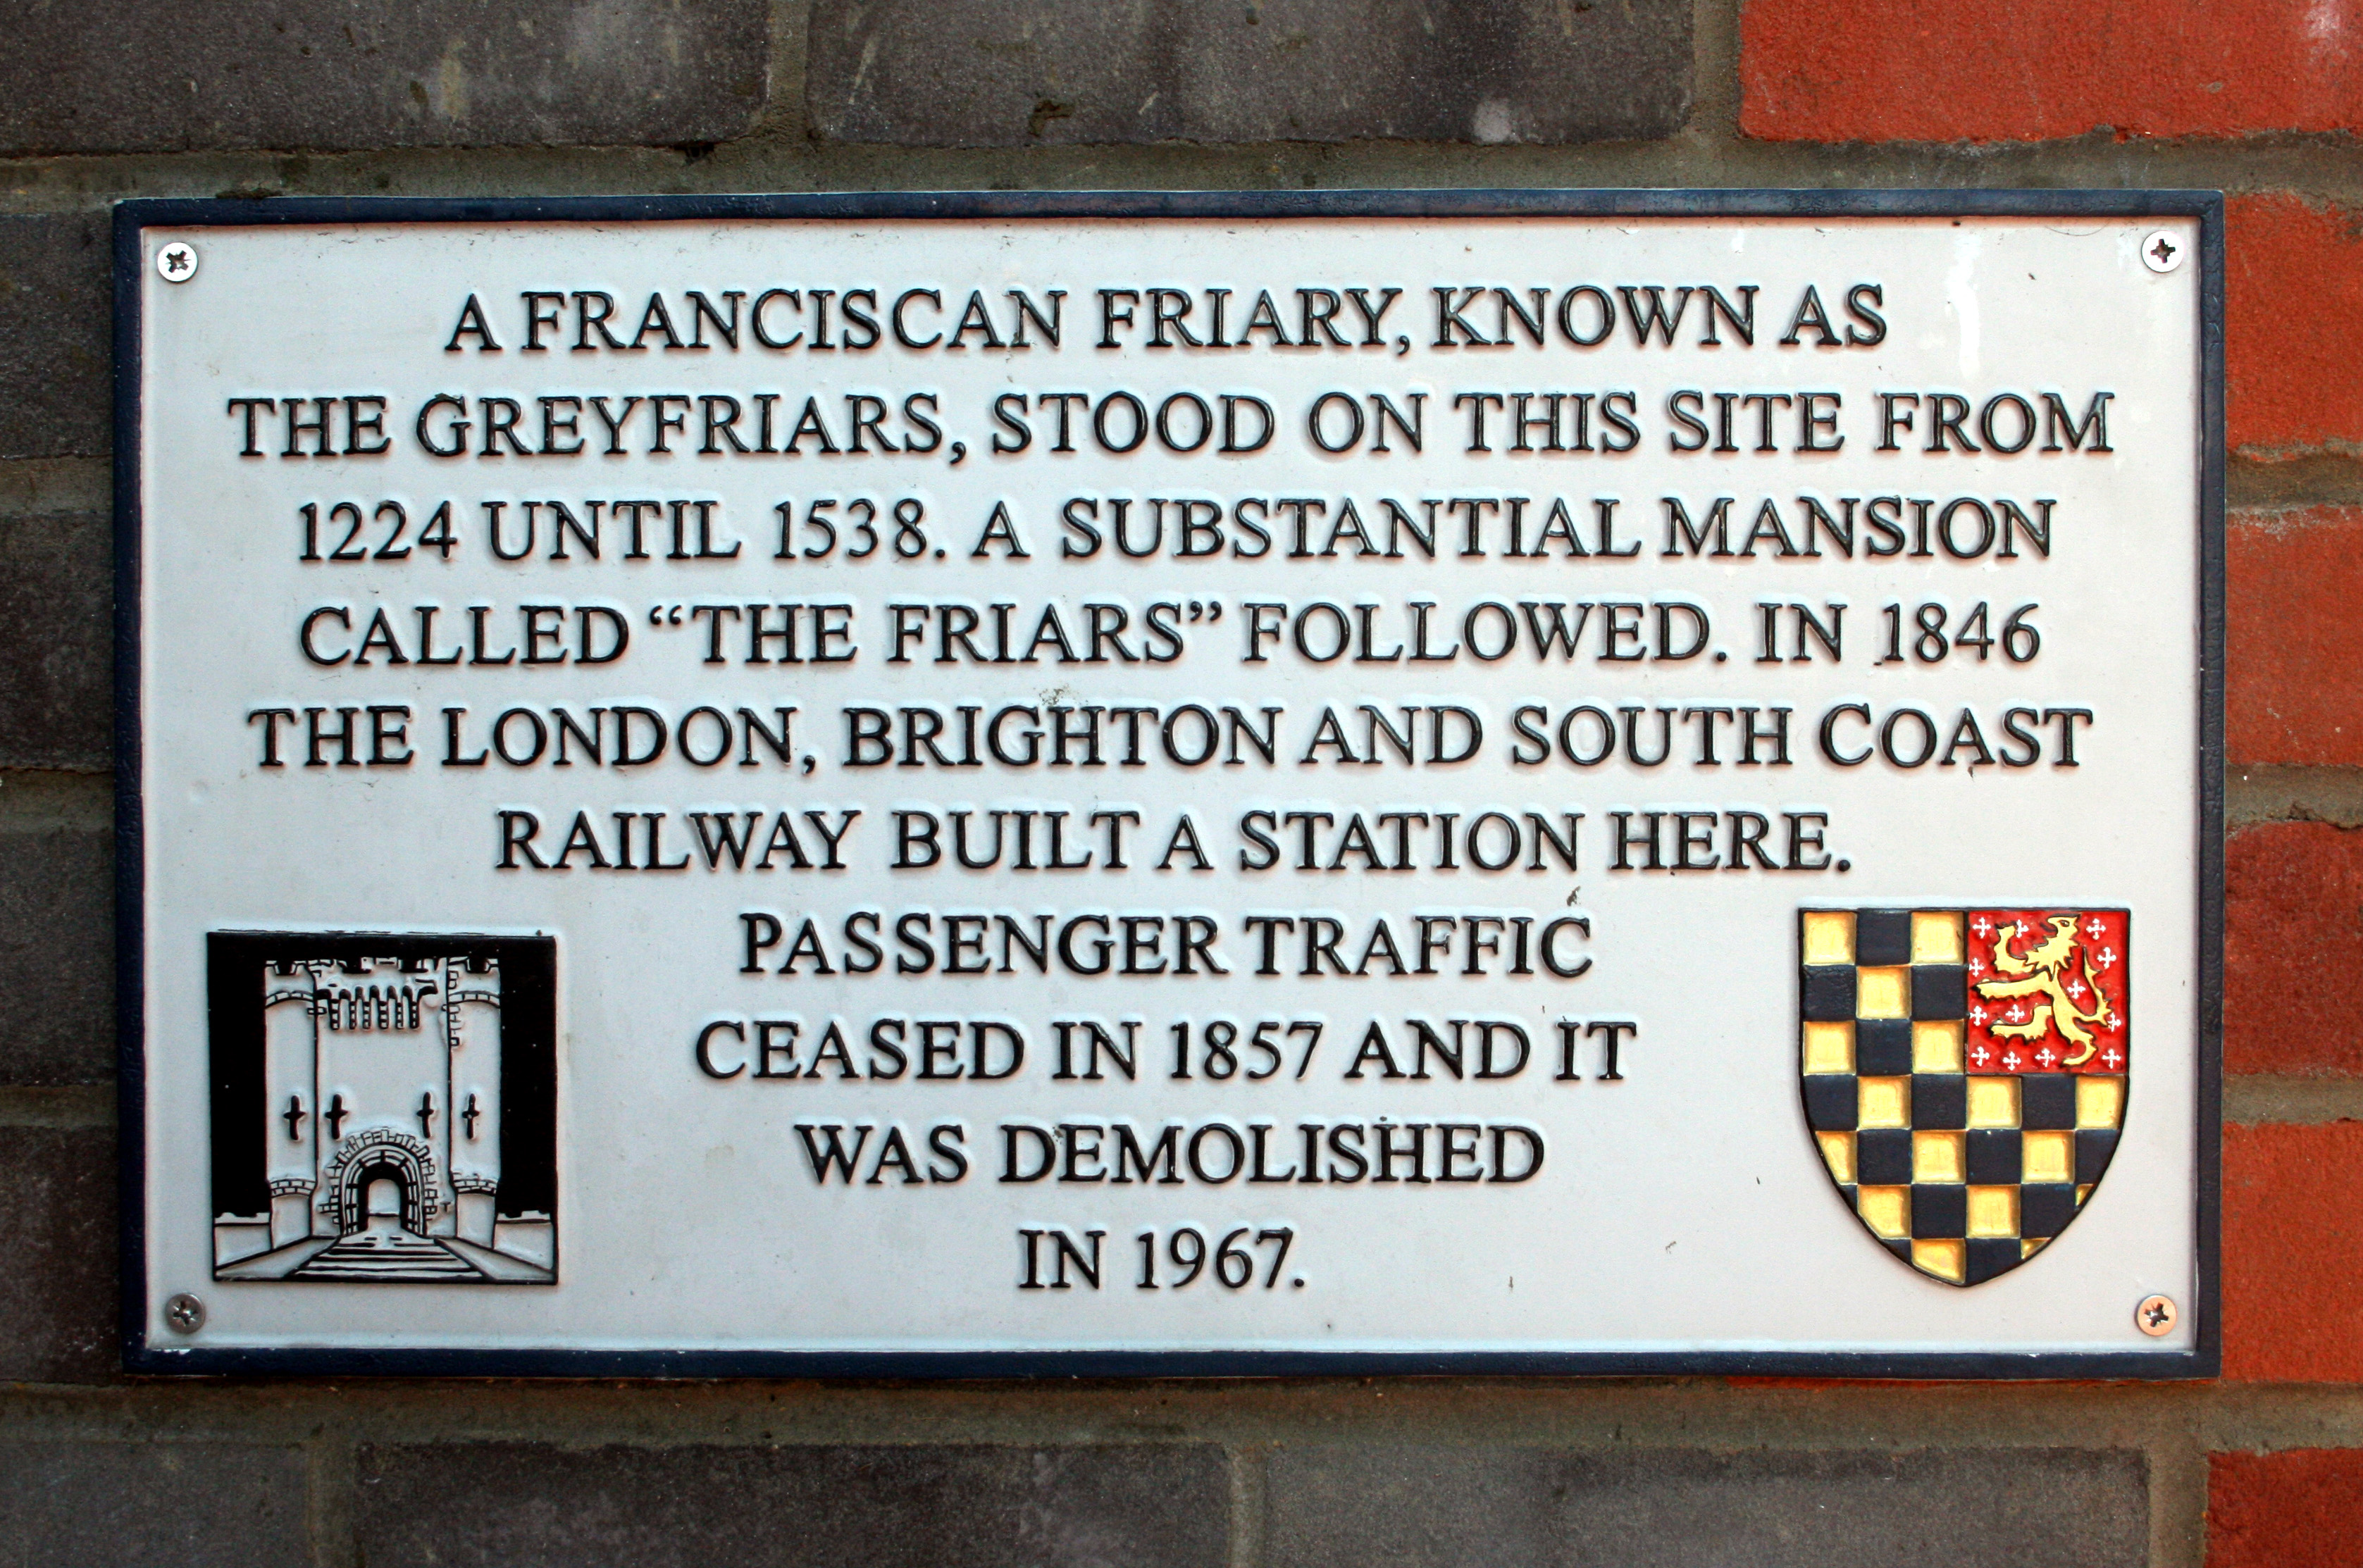 A FRANCISCAN FRIARY, KNOWN AS
THE GREYFRIARS, STOOD ON THIS SITE FROM
1224 UNTIL 1538. A SUBSTANTIAL MANSION
CALLED “THE FRIARS” FOLLOWED. IN 1846
THE LONDON, BRIGHTON AND SOUTH COAST
RAILWAY BUILT A STATION HERE.
PASSENGER TRAFFIC
CEASED IN 1857 AND IT
WAS DEMOLISHED
IN 1967.